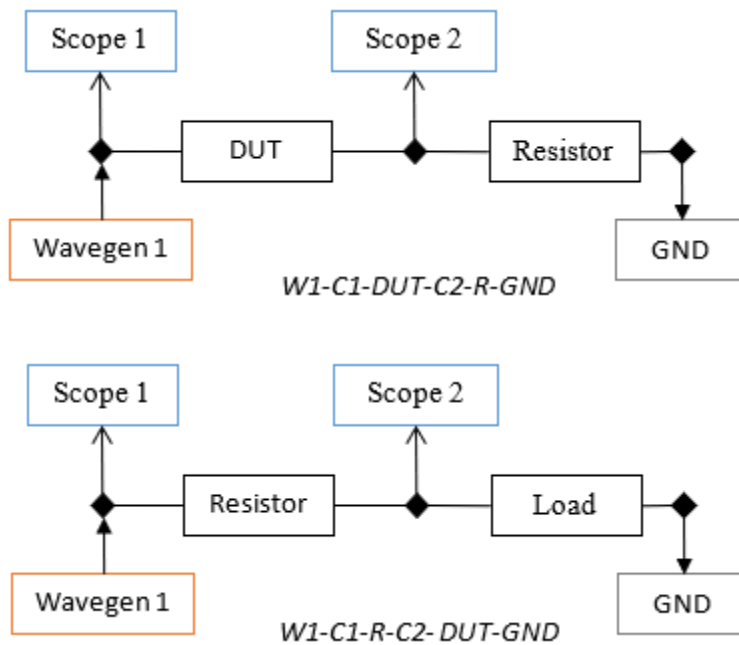 Scope 1
Scope 2
DUT
Resistor
Wavegen 1
GND
W1-C1-DUT-C2-R-GND
Scope 1
Scope 2
Resistor
Load
Wavegen 1
GND
W1-C1-R-C2- DUT-GND